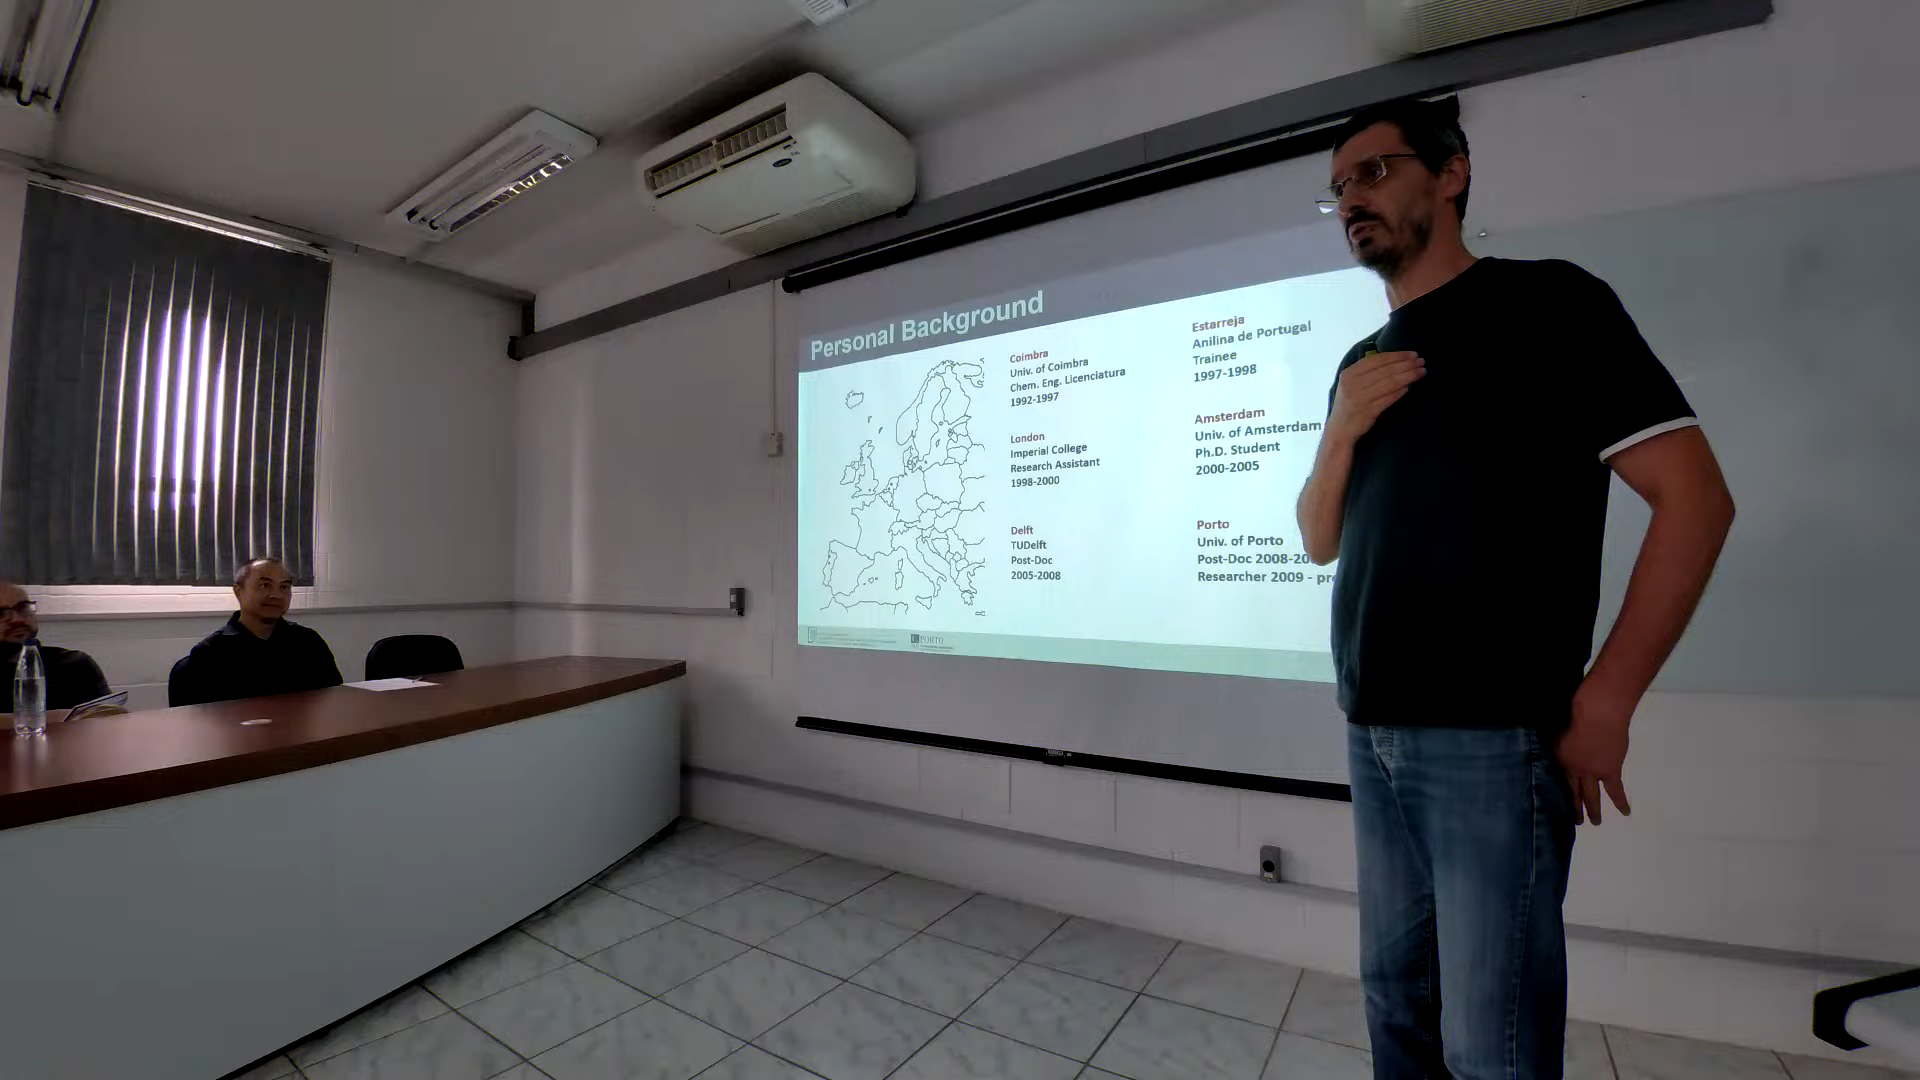 Personal Background
Coimbra
Univ. of Coimbra
Chem. Eng. Licenciatura
1992-1997
London
Imperial College
Research Assistant
1998-2000
Delft
TUDelft
Post-Doc
2005-2008
Estarreja
Anilina de Portugal
Trainee
1997-1998
Amsterdam
Univ. of Amsterdam
Ph.D. Student
2000-2005
Porto
Univ. of Porto
Post-Doc 2008-20
Researcher 2009 - pre
PORTO